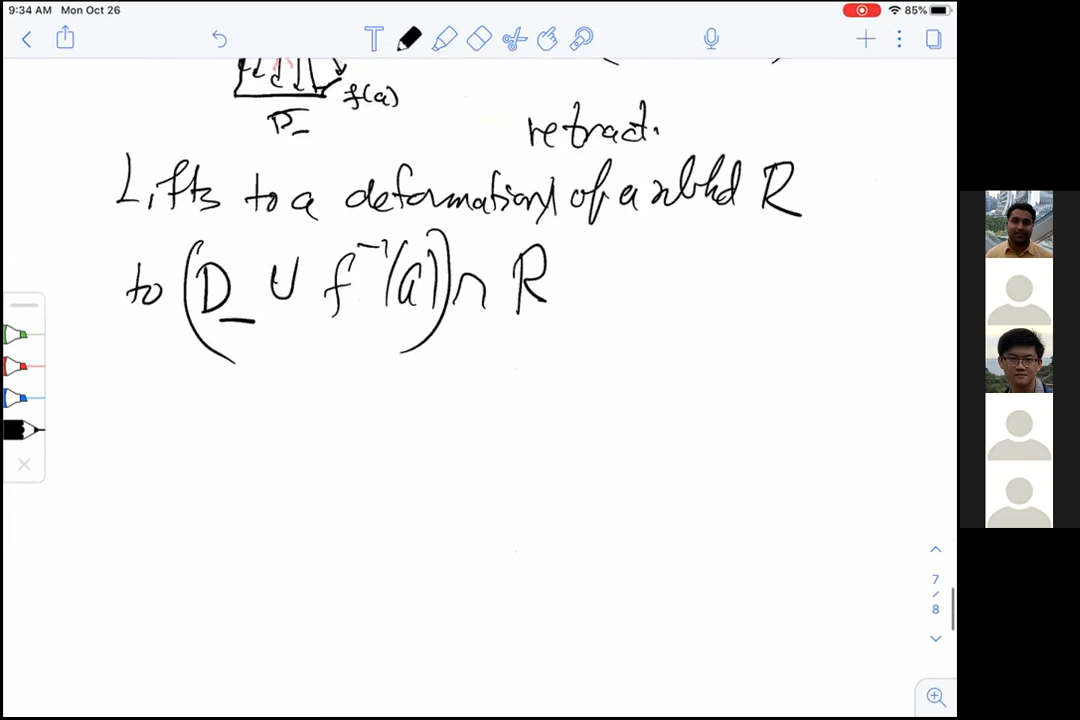 9:34 AM Mon Oct 26
85%
f(a)
D_
retract.
Lifts to a deformation of a nbhd R
to (D_ ∪ f⁻¹(a)) ∩ R
7
/
8